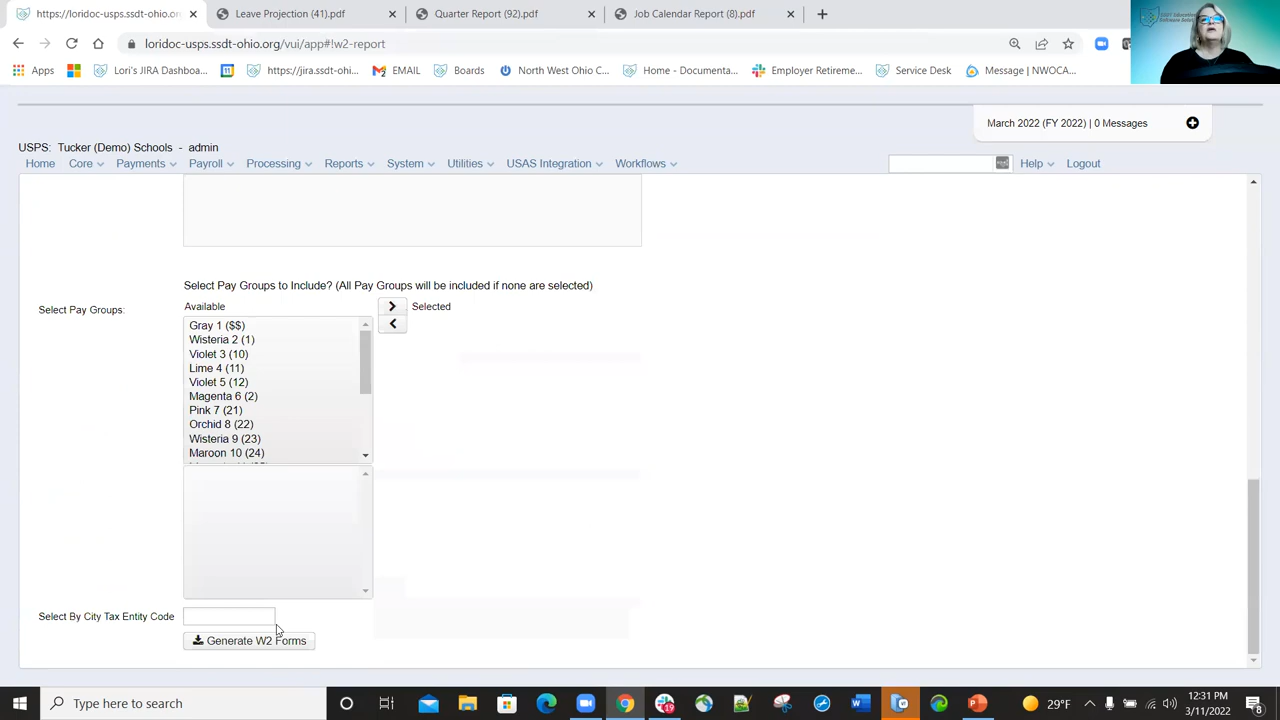 https://loridoc-usps.ssdt-ohio.or
Leave Projection (41).pdf
Quarter Report (92).pdf
Job Calendar Report (8).pdf
loridoc-usps.ssdt-ohio.org/vui/app#!w2-report
Apps
Lori's JIRA Dashboa...
https://jira.ssdt-ohi...
EMAIL
Boards
North West Ohio C...
Home - Documenta...
Employer Retireme...
Service Desk
Message | NWOCA...
March 2022 (FY 2022) | 0 Messages
USPS: Tucker (Demo) Schools - admin
Home Core Payments Payroll Processing Reports System Utilities USAS Integration Workflows Help Logout
Select Pay Groups to Include? (All Pay Groups will be included if none are selected)
Select Pay Groups:
Available
Selected
Gray 1 ($$)
Wisteria 2 (1)
Violet 3 (10)
Lime 4 (11)
Violet 5 (12)
Magenta 6 (2)
Pink 7 (21)
Orchid 8 (22)
Wisteria 9 (23)
Maroon 10 (24)
Select By City Tax Entity Code
Generate W2 Forms
Type here to search
19
29°F
12:31 PM
3/11/2022
8